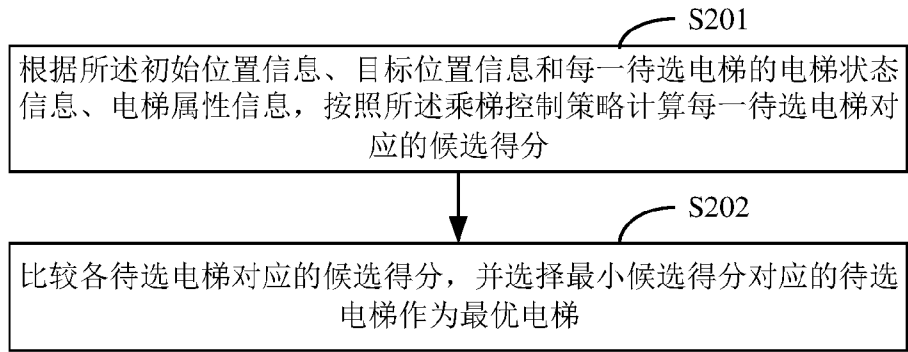 S201
根据所述初始位置信息、目标位置信息和每一待选电梯的电梯状态
信息、电梯属性信息，按照所述乘梯控制策略计算每一待选电梯对
应的候选得分
S202
比较各待选电梯对应的候选得分，并选择最小候选得分对应的待选
电梯作为最优电梯